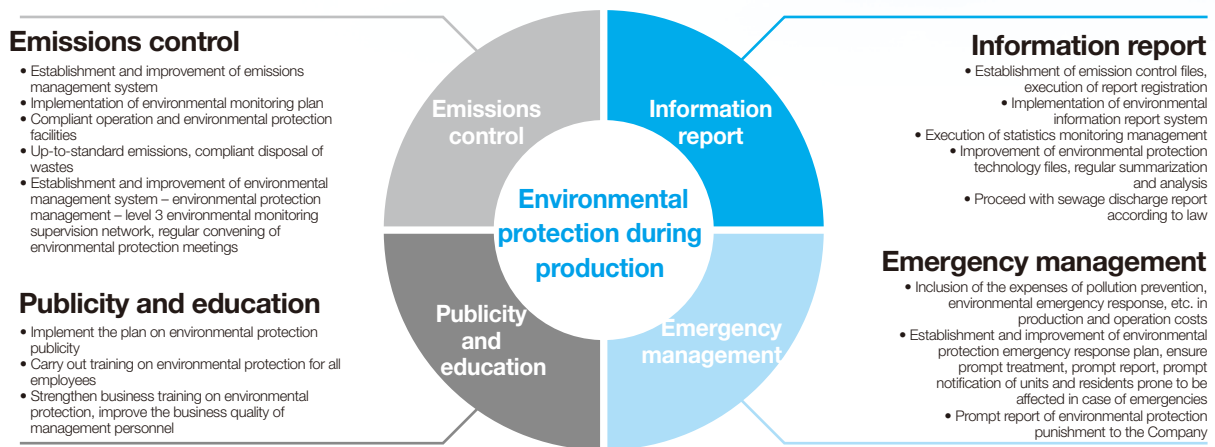 Emissions control
• Establishment and improvement of emissions
management system
• Implementation of environmental monitoring plan
• Compliant operation and environmental protection
facilities
• Up-to-standard emissions, compliant disposal of
wastes
• Establishment and improvement of environmental
management system – environmental protection
management – level 3 environmental monitoring
supervision network, regular convening of
environmental protection meetings
Publicity and education
• Implement the plan on environmental protection
publicity
• Carry out training on environmental protection for all
employees
• Strengthen business training on environmental
protection, improve the business quality of
management personnel
Emissions
control
Information
report
Environmental
protection during
production
Publicity
and
education
Emergency
management
Information report
• Establishment of emission control files,
execution of report registration
• Implementation of environmental
information report system
• Execution of statistics monitoring management
• Improvement of environmental protection
technology files, regular summarization
and analysis
• Proceed with sewage discharge report
according to law
Emergency management
• Inclusion of the expenses of pollution prevention,
environmental emergency response, etc. in
production and operation costs
• Establishment and improvement of environmental
protection emergency response plan, ensure
prompt treatment, prompt report, prompt
notification of units and residents prone to be
affected in case of emergencies
• Prompt report of environmental protection
punishment to the Company